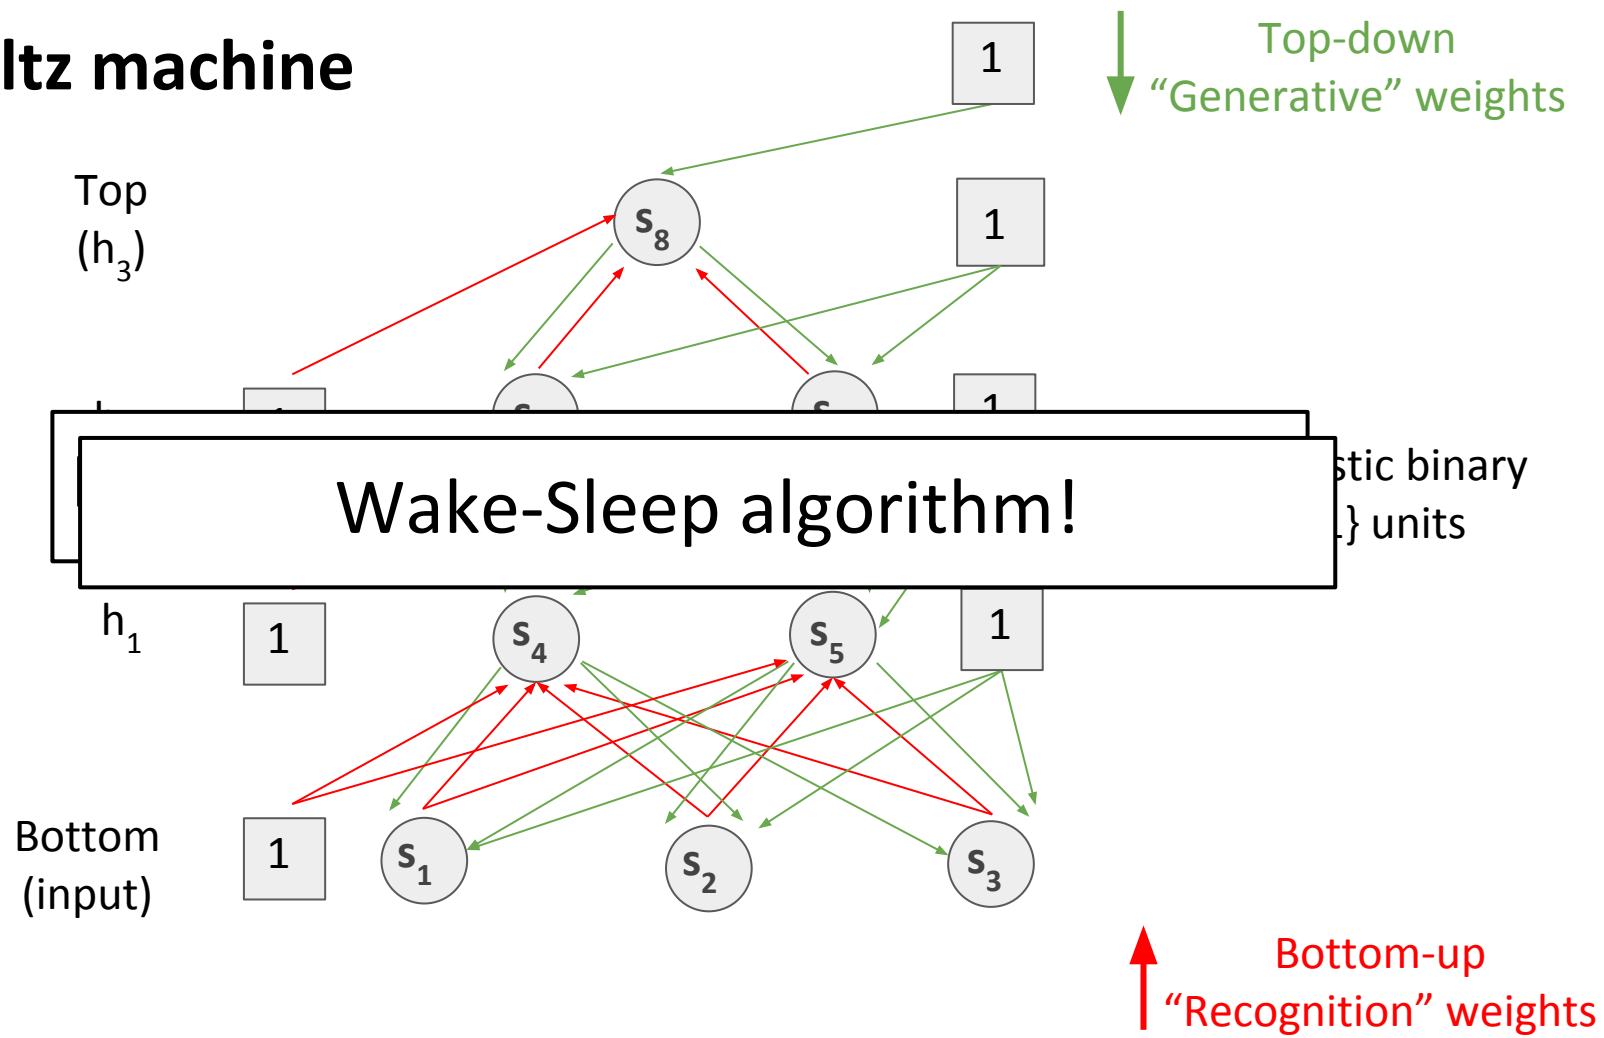 ltz machine
1
Top-down
“Generative” weights
Top
(h3)
s8
1
1
stic binary
} units
Wake-Sleep algorithm!
h1
1
s4
s5
1
Bottom
(input)
1
s1
s2
s3
Bottom-up
“Recognition” weights